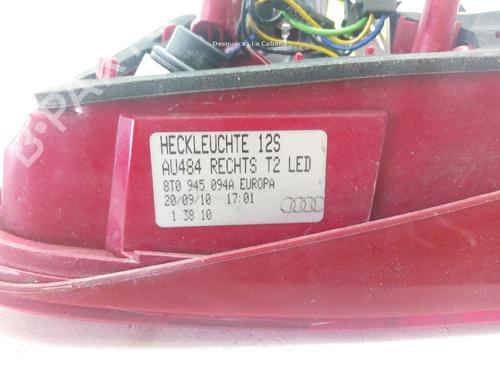 Desguaces La Cabaña
HECKLEUCHTE 12S
AU484 RECHTS T2 LED
8T0 945 094A EUROPA
20/09/10 17:01
1 38 10
B-PARTS